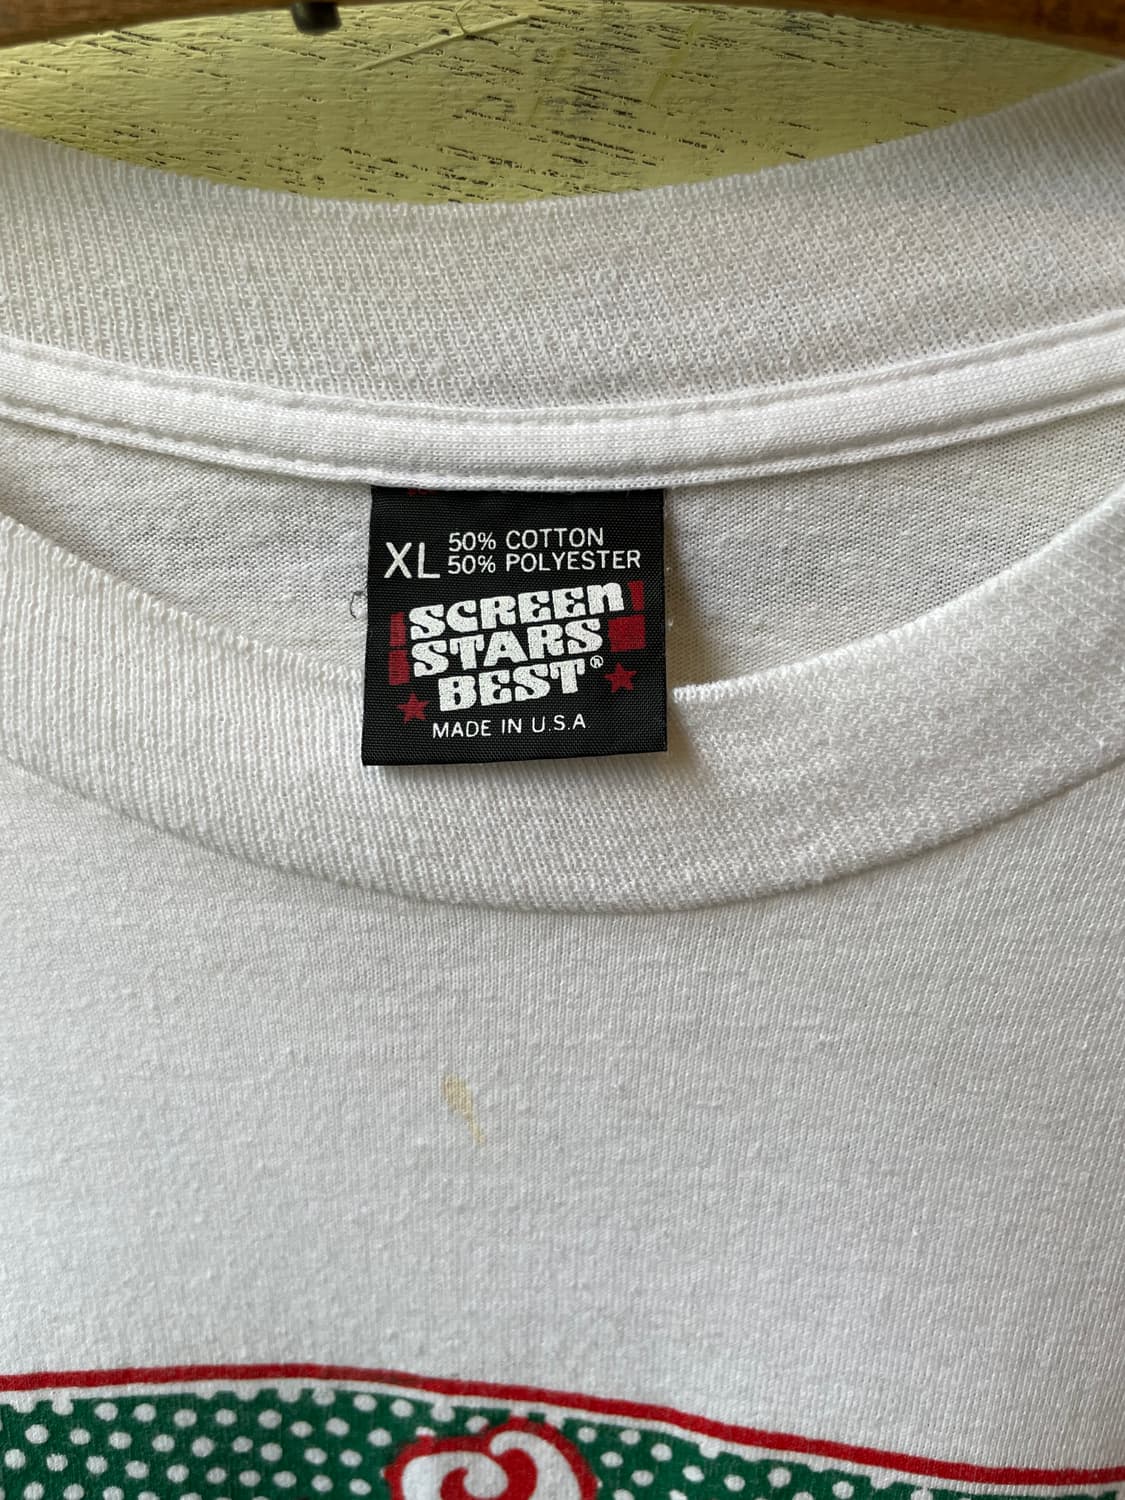 XL
50% COTTON
50% POLYESTER
SCREEN
STARS
BEST®
MADE IN U.S.A.